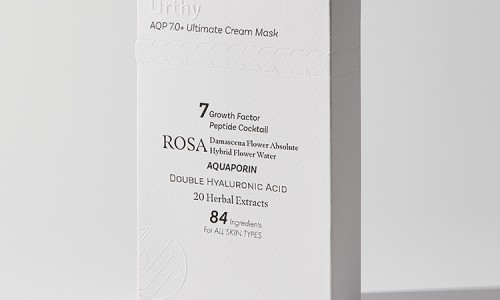 Urthy
AQP 7.0+ Ultimate Cream Mask
7 Growth Factor
Peptide Cocktail
ROSA Damascena Flower Absolute
Hybrid Flower Water
AQUAPORIN
DOUBLE HYALURONIC ACID
20 Herbal Extracts
84 Ingredients
For ALL SKIN TYPES